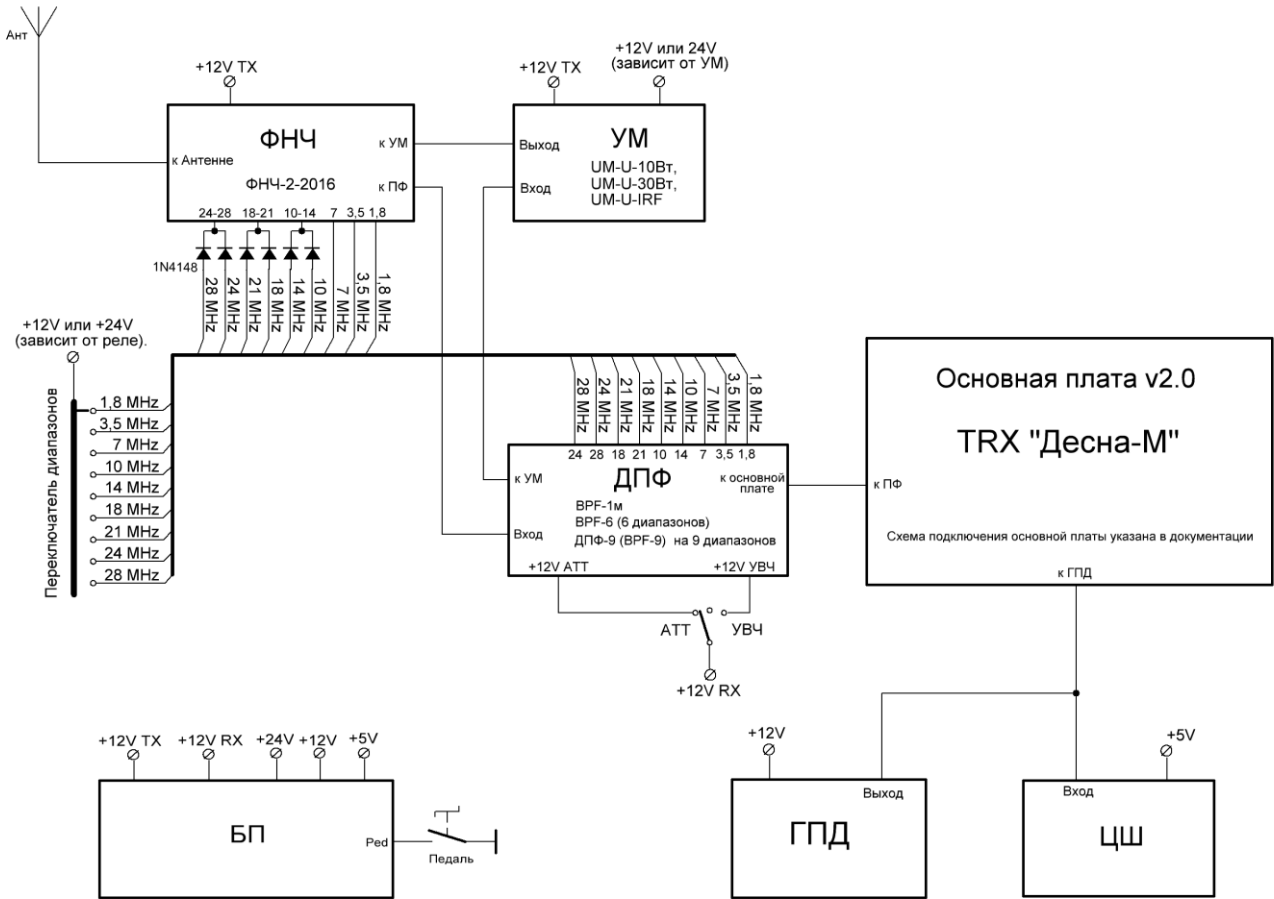 Ант
+12V TX
ФНЧ
к УМ
к Антенне
ФНЧ-2-2016
к ПФ
24-28 18-21 10-14 7 3,5 1,8
1N4148
28 MHz
24 MHz
21 MHz
18 MHz
14 MHz
10 MHz
7 MHz
3,5 MHz
1,8 MHz
+12V TX
+12V или 24V
(зависит от УМ)
УМ
Выход
Вход
UM-U-10Вт,
UM-U-30Вт,
UM-U-IRF
+12V или +24V
(зависит от реле).
Переключатель диапазонов
1,8 MHz
3,5 MHz
7 MHz
10 MHz
14 MHz
18 MHz
21 MHz
24 MHz
28 MHz
28 MHz
24 MHz
21 MHz
18 MHz
14 MHz
10 MHz
7 MHz
3,5 MHz
1,8 MHz
24 28 18 21 10 14 7 3,5 1,8
к УМ
ДПФ
к основной
плате
BPF-1м
BPF-6 (6 диапазонов)
Вход
ДПФ-9 (BPF-9) на 9 диапазонов
+12V АТТ
+12V УВЧ
АТТ
УВЧ
+12V RX
Основная плата v2.0
TRX "Десна-М"
к ПФ
Схема подключения основной платы указана в документации
к ГПД
+12V TX +12V RX +24V +12V +5V
БП
Ped
Педаль
+12V
Выход
ГПД
+5V
Вход
ЦШ